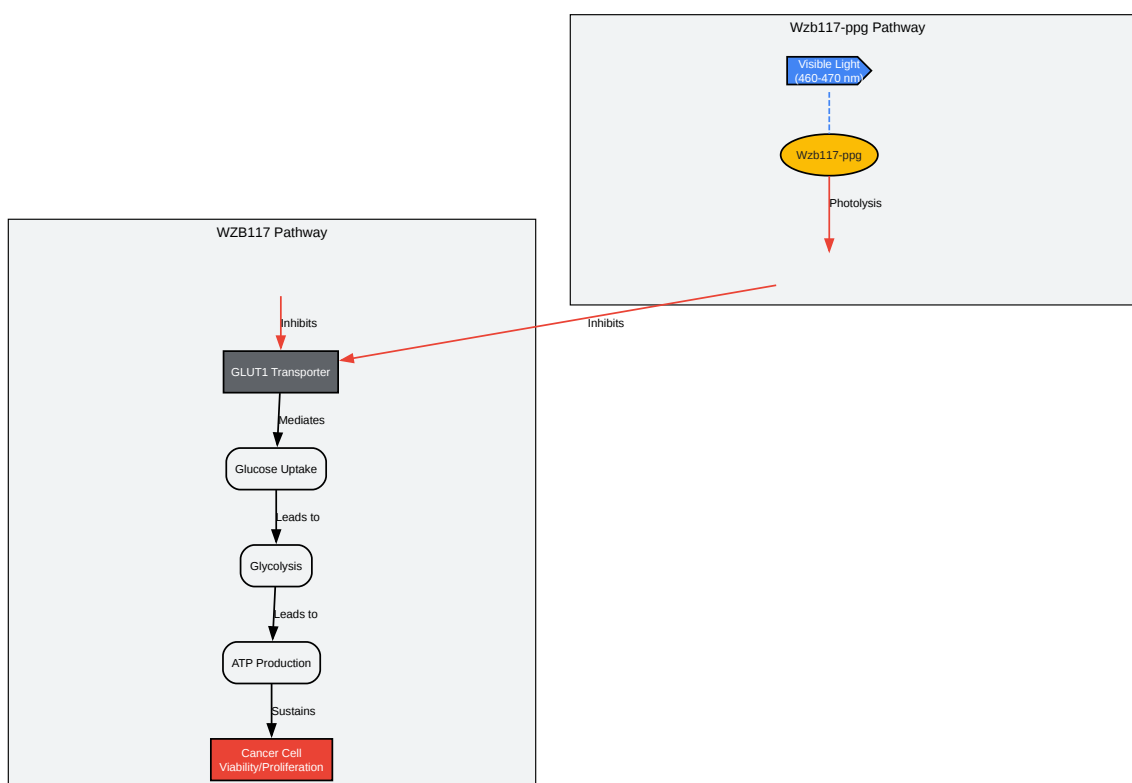 Wzb117-ppg Pathway
Visible Light
(460-470 nm)
Wzb117-ppg
Photolysis
WZB117 Pathway
Inhibits
Inhibits
GLUT1 Transporter
Mediates
Glucose Uptake
Leads to
Glycolysis
Leads to
ATP Production
Sustains
Cancer Cell
Viability/Proliferation